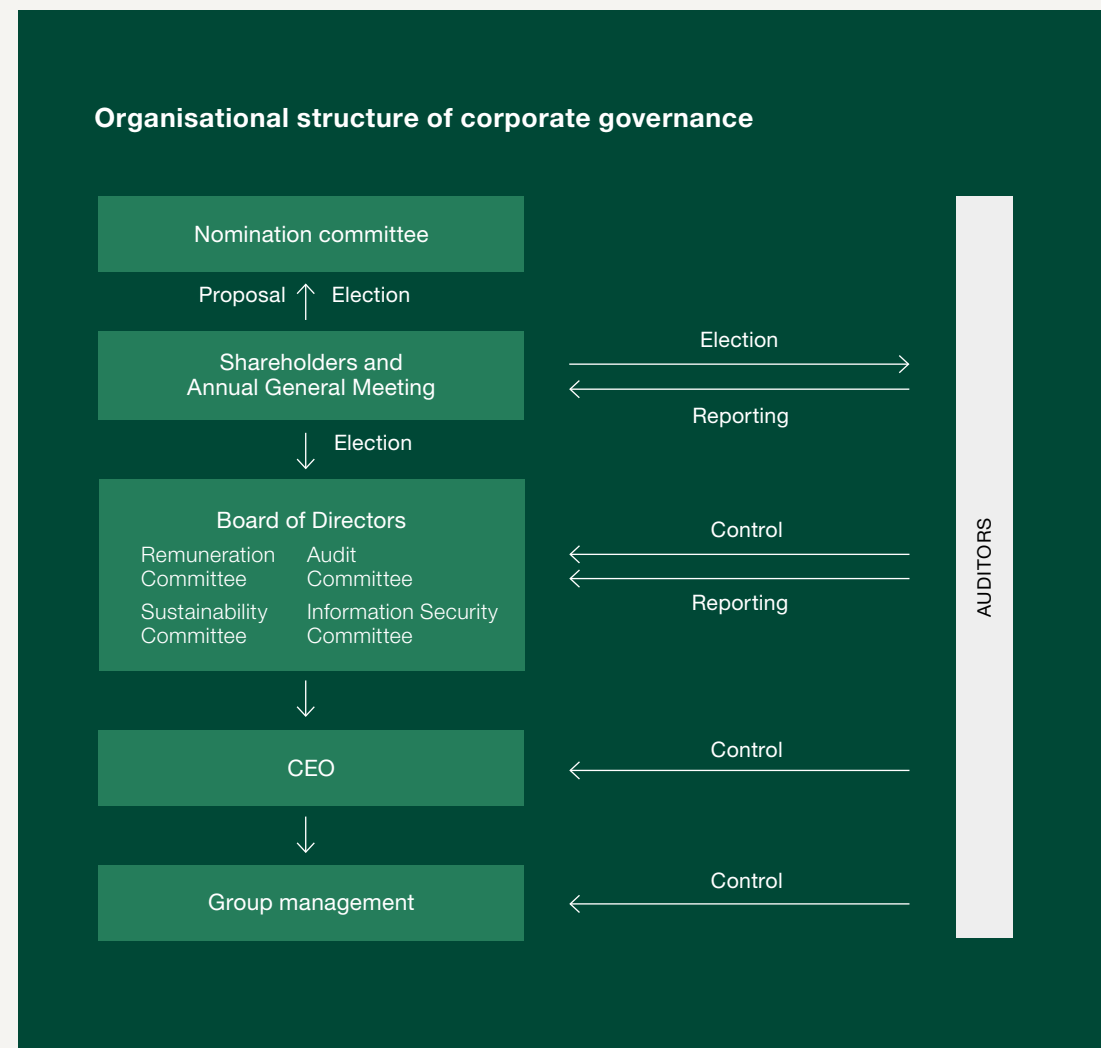 Organisational structure of corporate governance
Nomination committee
Proposal Election
Shareholders and
Annual General Meeting
Election
Reporting
Election
Board of Directors
Remuneration
Committee
Audit
Committee
Sustainability
Committee
Information Security
Committee
Control
Reporting
CEO
Control
Group management
Control
AUDITORS